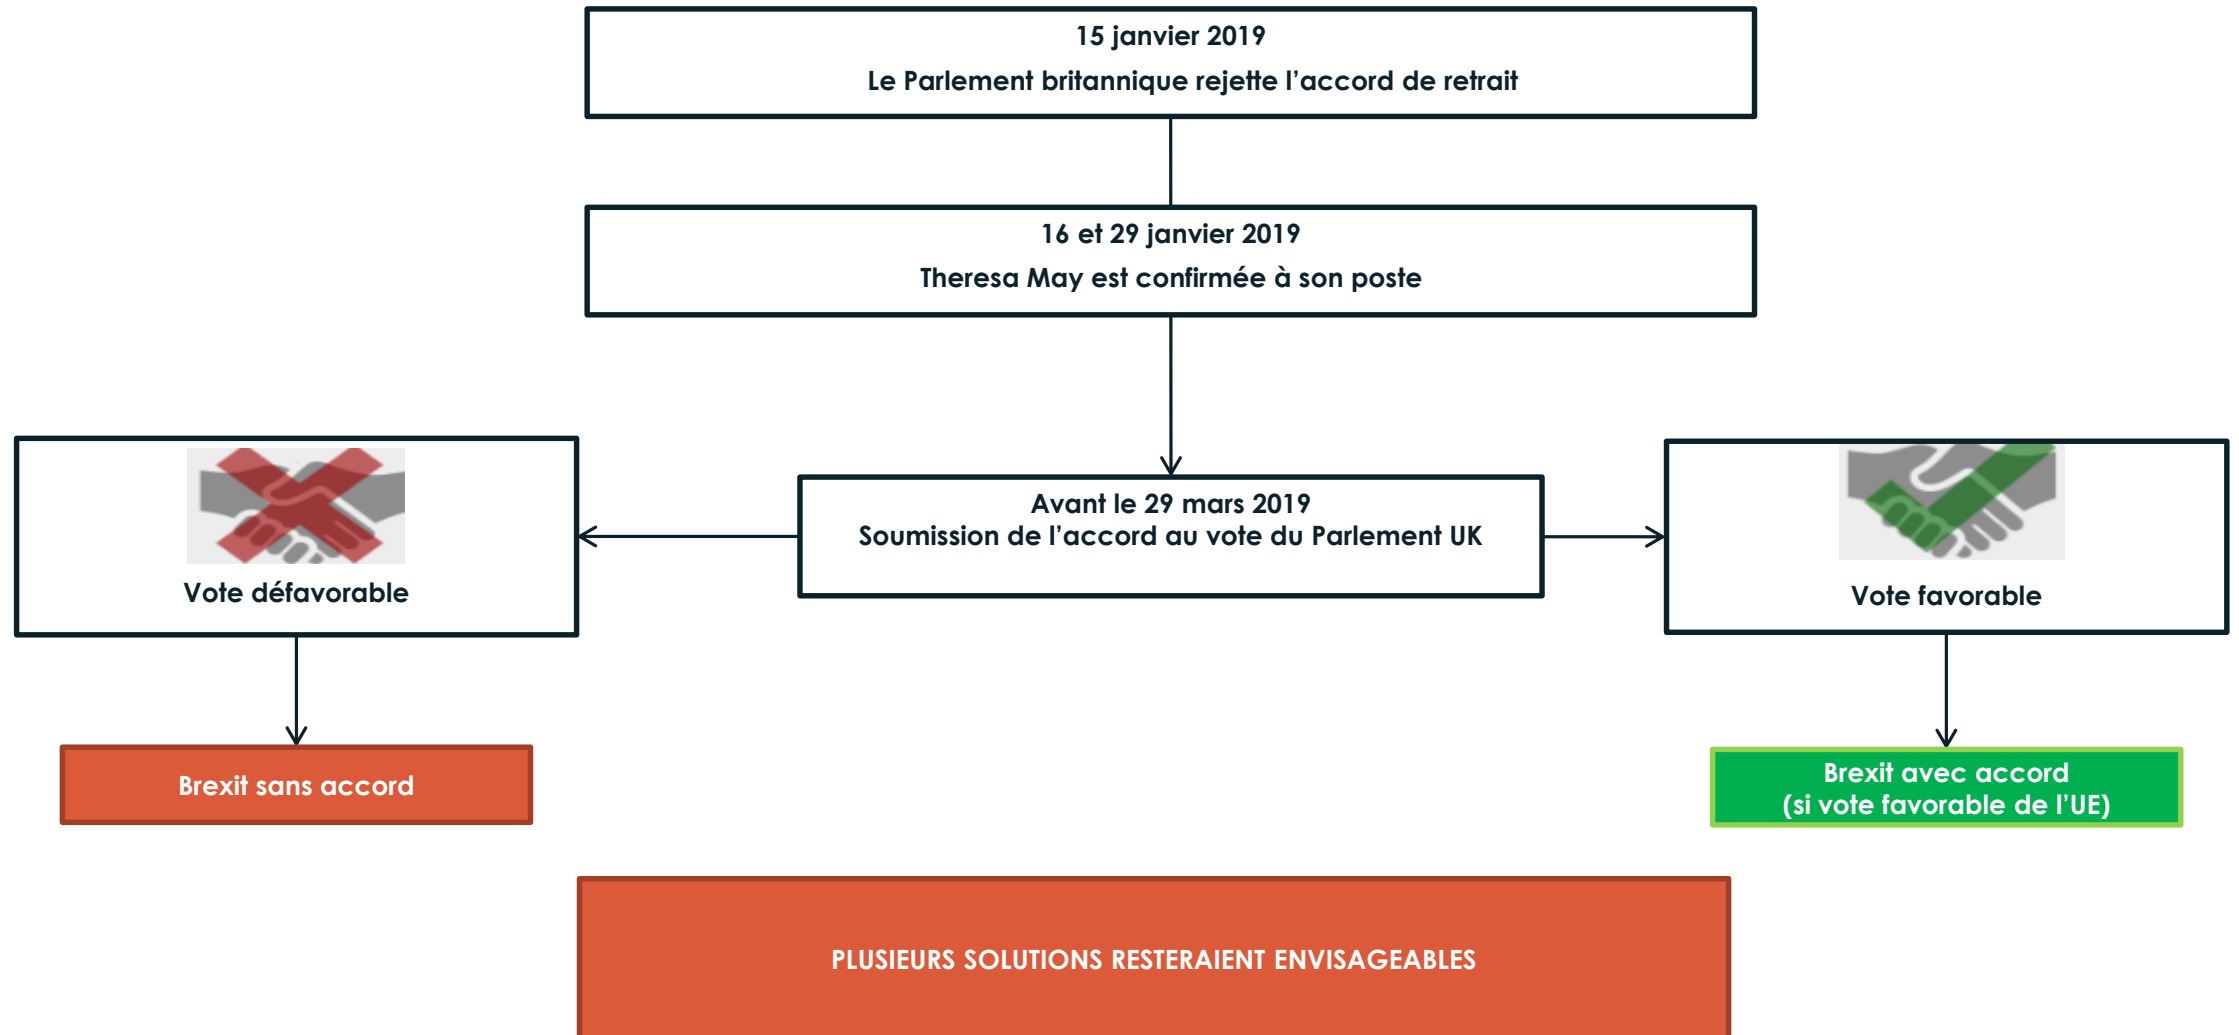 15 janvier 2019
Le Parlement britannique rejette l’accord de retrait
16 et 29 janvier 2019
Theresa May est confirmée à son poste
Avant le 29 mars 2019
Soumission de l’accord au vote du Parlement UK
Vote défavorable
Vote favorable
Brexit sans accord
Brexit avec accord
(si vote favorable de l’UE)
PLUSIEURS SOLUTIONS RESTERAIENT ENVISAGEABLES